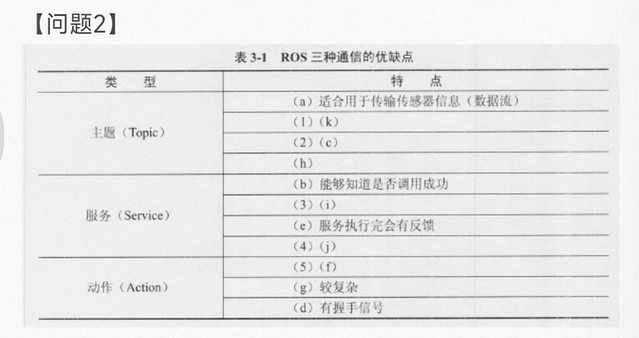 【问题2】
表 3-1 ROS 三种通信的优缺点
类 型 特 点
主题（Topic）
（a）适合用于传输传感器信息（数据流）
（1）（k）
（2）（c）
（h）
服务（Service）
（b）能够知道是否调用成功
（3）（i）
（e）服务执行完会有反馈
（4）（j）
动作（Action）
（5）（f）
（g）较复杂
（d）有握手信号